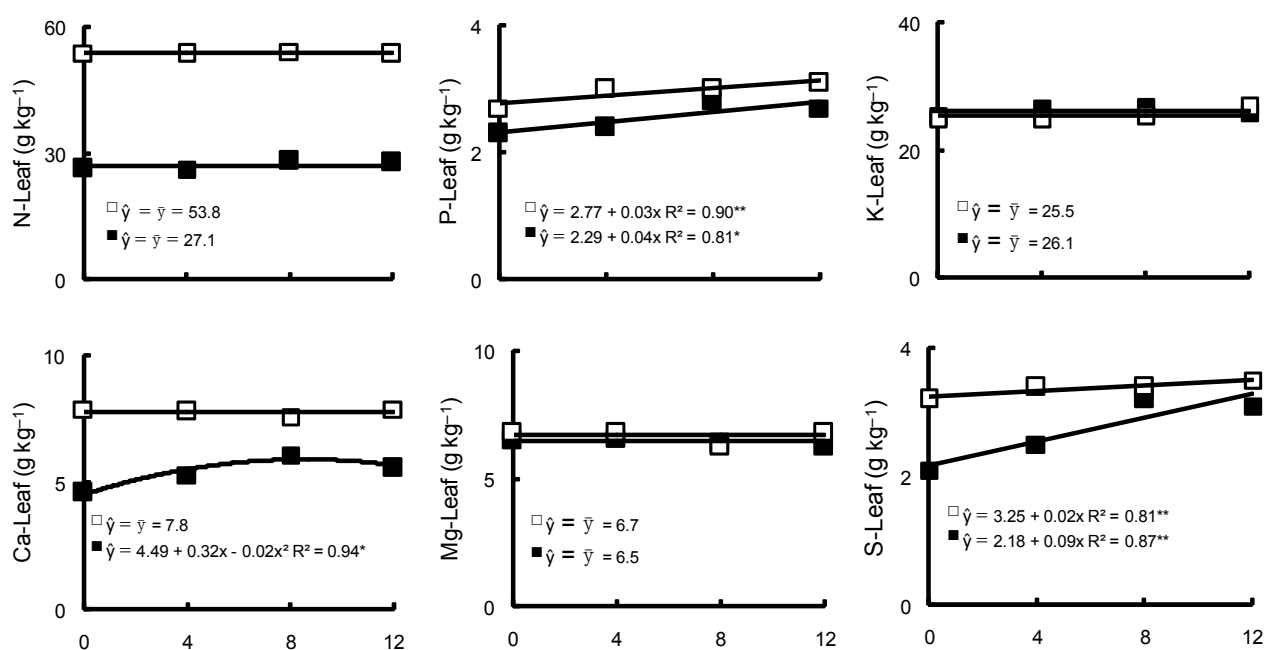 60
30
0
N-Leaf (g kg⁻¹)
ŷ = ȳ = 53.8
ŷ = ȳ = 27.1
4
2
0
P-Leaf (g kg⁻¹)
ŷ = 2.77 + 0.03x R² = 0.90**
ŷ = 2.29 + 0.04x R² = 0.81*
40
20
0
K-Leaf (g kg⁻¹)
ŷ = ȳ = 25.5
ŷ = ȳ = 26.1
10
5
0
Ca-Leaf (g kg⁻¹)
ŷ = ȳ = 7.8
ŷ = 4.49 + 0.32x - 0.02x² R² = 0.94*
0 4 8 12
10
5
0
Mg-Leaf (g kg⁻¹)
ŷ = ȳ = 6.7
ŷ = ȳ = 6.5
0 4 8 12
4
2
0
S-Leaf (g kg⁻¹)
ŷ = 3.25 + 0.02x R² = 0.81**
ŷ = 2.18 + 0.09x R² = 0.87**
0 4 8 12